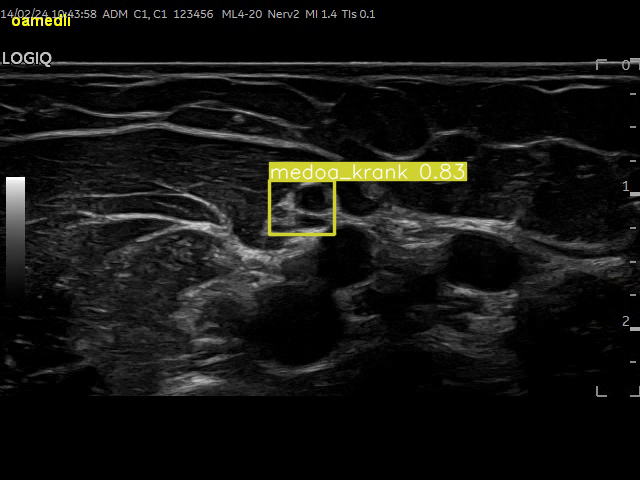 14/02/24 10:43:58 ADM C1, C1 123456 ML4-20 Nerv2 MI 1.4 TIs 0.1
oamedli
LOGIQ
0
medoa_krank 0.83
1
2